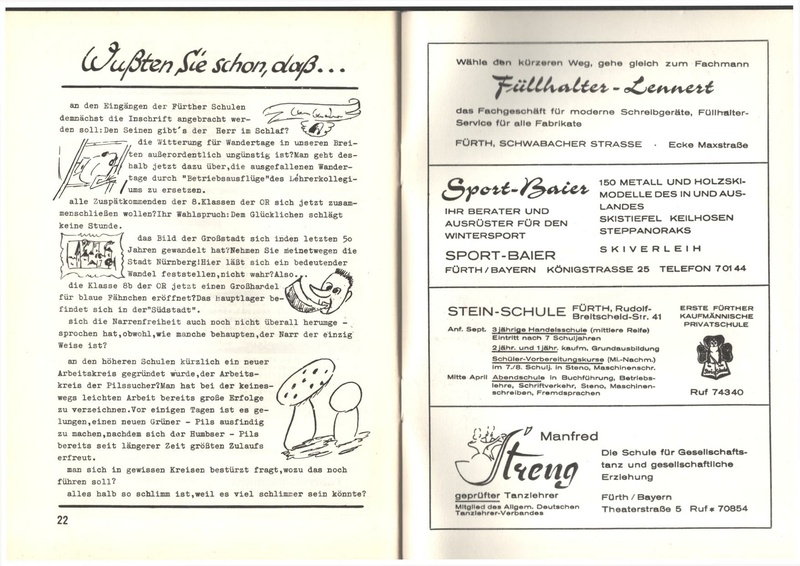 Wußten Sie schon, daß...
an den Eingängen der Fürther Schulen
demnächst die Inschrift angebracht wer-
den soll:Den Seinen gibt's der Herr im Schlaf?
die Witterung für Wandertage in unseren Brei-
ten außerordentlich ungünstig ist?Man geht des-
halb jetzt dazu über,die ausgefallenen Wander-
tage durch "Betriebsausflüge"des Lehrerkollegi-
ums zu ersetzen.
alle Zuspätkommenden der 8.Klassen der OR sich jetzt zusam-
menschließen wollen?Ihr Wahlspruch:Dem Glücklichen schlägt
keine Stunde.
das Bild der Großstadt sich inden letzten 50
Jahren gewandelt hat?Nehmen Sie meinetwegen die
Stadt Nürnberg!Hier läßt sich ein bedeutender
Wandel feststellen,nicht wahr?Also...
die Klasse 8b der OR jetzt einen Großhandel
für blaue Fähnchen eröffnet?Das Hauptlager be-
findet sich in der"Südstadt".
sich die Narrenfreiheit auch noch nicht überall herumge -
sprochen hat,obwohl,wie manche behaupten,der Narr der einzig
Weise ist?
an den höheren Schulen kürzlich ein neuer
Arbeitskreis gegründet wurde,der Arbeits-
kreis der Pilssucher?Man hat bei der keines-
wegs leichten Arbeit bereits große Erfolge
zu verzeichnen.Vor einigen Tagen ist es ge-
lungen,einen neuen Grüner - Pils ausfindig
zu machen,nachdem sich der Humbser - Pils
bereits seit längerer Zeit größten Zulaufs
erfreut.
man sich in gewissen Kreisen bestürzt fragt,wozu das noch
führen soll?
alles halb so schlimm ist,weil es viel schlimmer sein könnte?
22
Wähle den kürzeren Weg, gehe gleich zum Fachmann
Füllhalter - Lennert
das Fachgeschäft für moderne Schreibgeräte, Füllhalter-
Service für alle Fabrikate
FÜRTH, SCHWABACHER STRASSE · Ecke Maxstraße
Sport-Baier
IHR BERATER UND
AUSRÜSTER FÜR DEN
WINTERSPORT
150 METALL UND HOLZSKI-
MODELLE DES IN UND AUS-
LANDES
SKISTIEFEL KEILHOSEN
STEPPANORAKS
SKIVERLEIH
SPORT-BAIER
FÜRTH/BAYERN KÖNIGSTRASSE 25 TELEFON 70144
STEIN-SCHULE FÜRTH, Rudolf-
Breitscheid-Str. 41
Anf. Sept. 3jährige Handelsschule (mittlere Reife)
Eintritt nach 7 Schuljahren
2jähr. und 1jähr. kaufm. Grundausbildung
Schüler-Vorbereitungskurse (Mi.-Nachm.)
im 7./8. Schulj. in Steno, Maschinenschr.
Mitte April Abendschule in Buchführung, Betriebs-
lehre, Schriftverkehr, Steno, Maschinen-
schreiben, Fremdsprachen
ERSTE FÜRTHER
KAUFMÄNNISCHE
PRIVATSCHULE
Ruf 74340
Manfred
Streng
geprüfter Tanzlehrer
Mitglied des Allgem. Deutschen
Tanzlehrer-Verbandes
Die Schule für Gesellschafts-
tanz und gesellschaftliche
Erziehung
Fürth/Bayern
Theaterstraße 5 Ruf * 70854